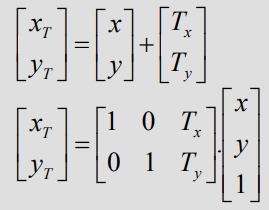 [x_T y_T] = [x y] + [T_x T_y]
[x_T y_T] = [1 0 T_x 0 1 T_y] · [x y 1]